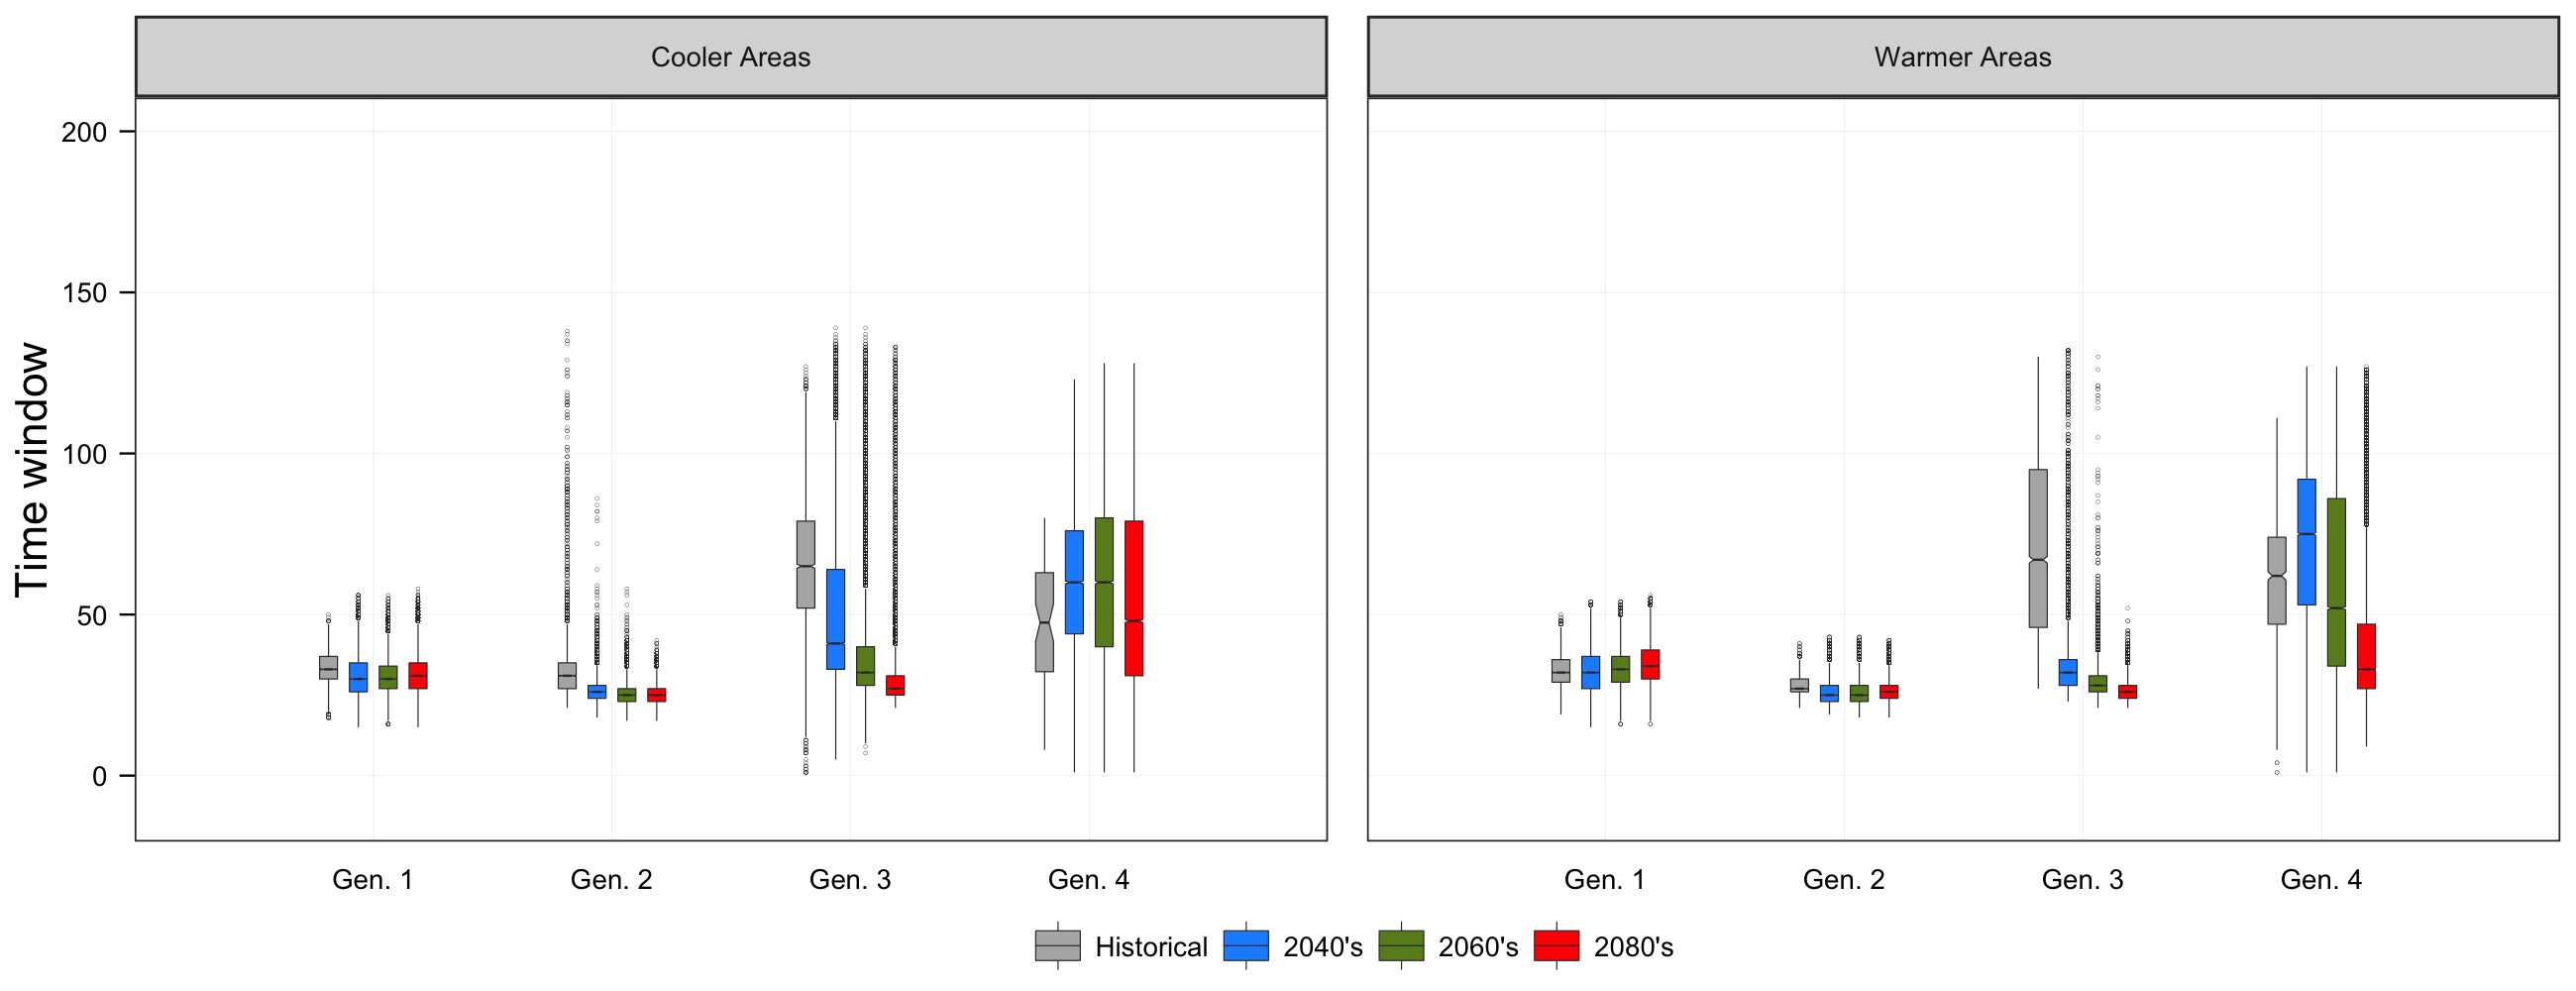 Cooler Areas
Warmer Areas
Time window
200
150
100
50
0
Gen. 1 Gen. 2 Gen. 3 Gen. 4
Gen. 1 Gen. 2 Gen. 3 Gen. 4
Historical 2040's 2060's 2080's